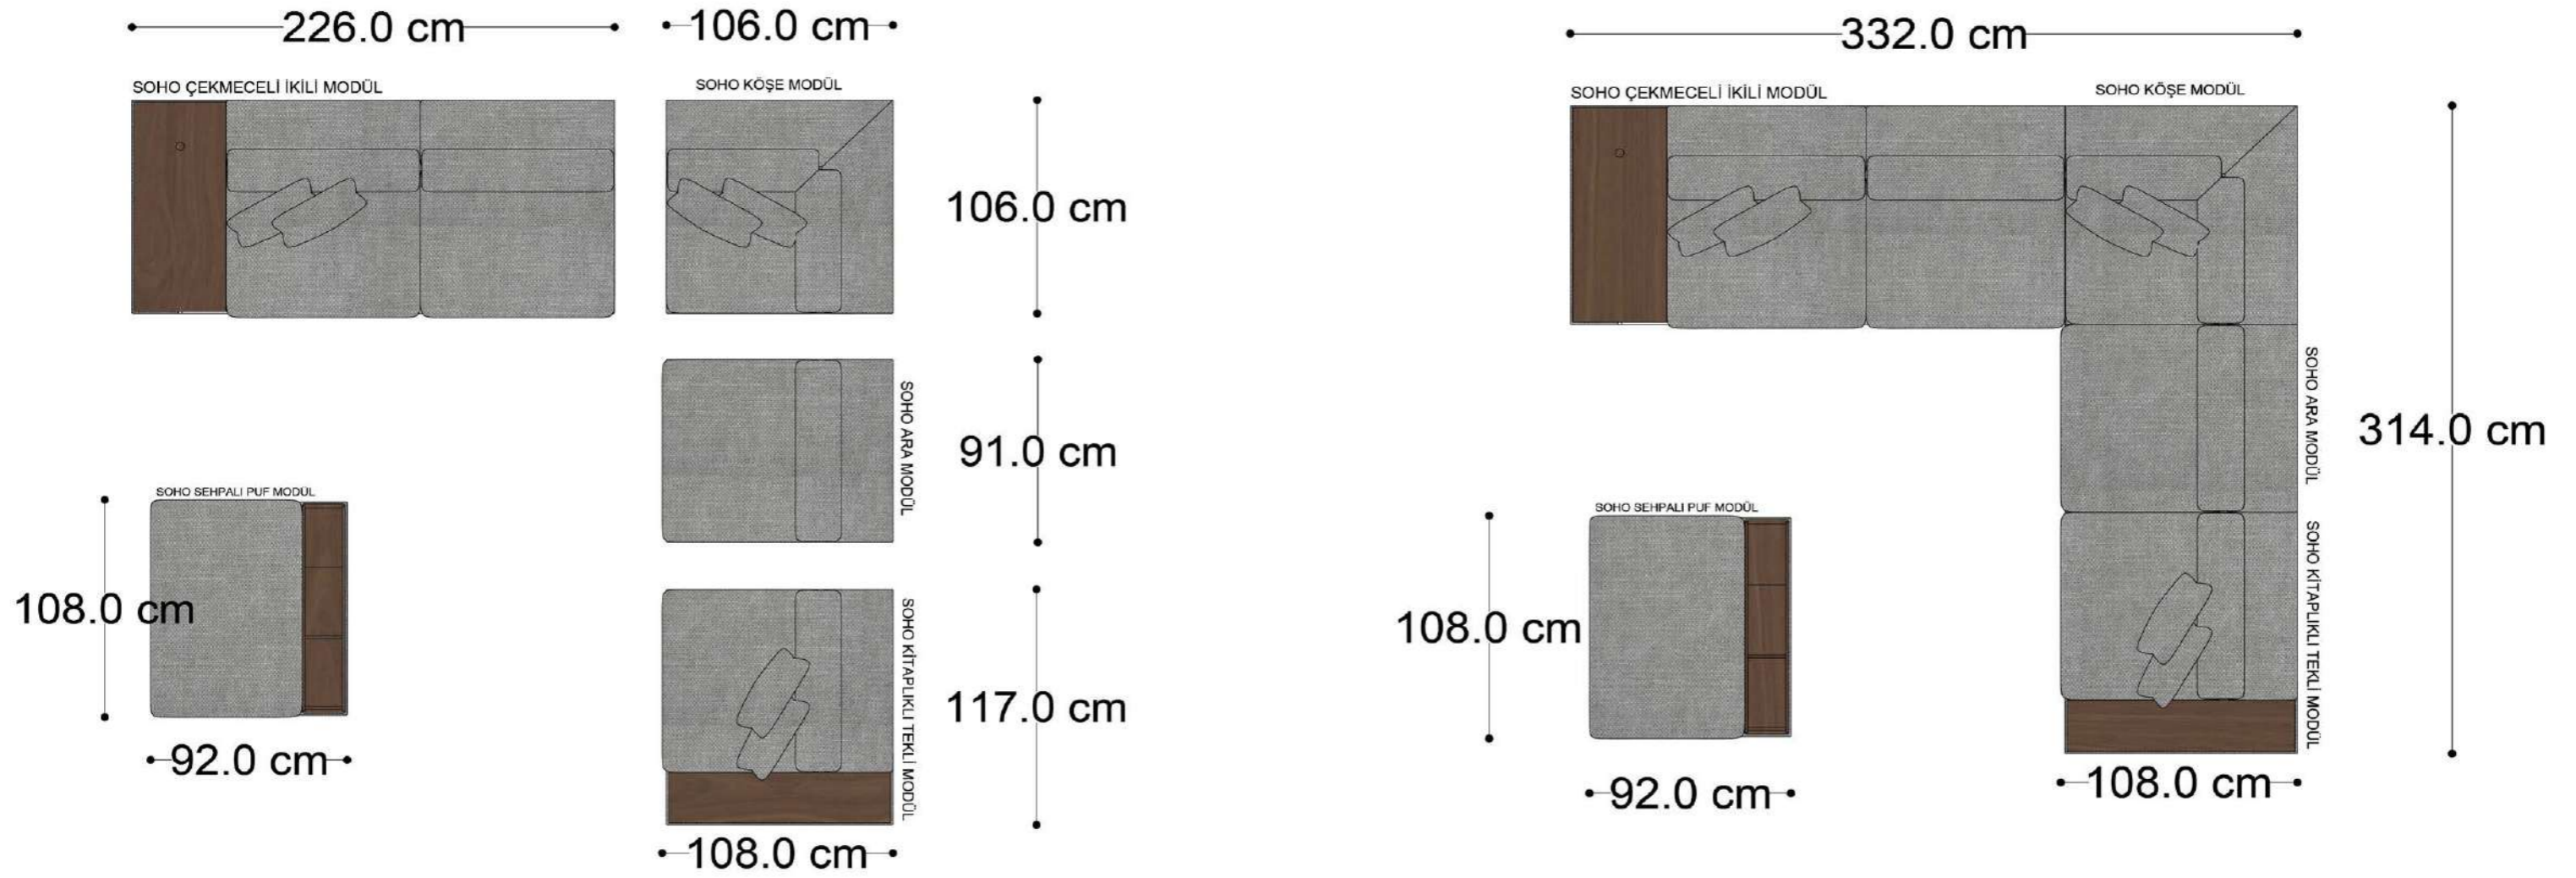 226.0 cm
106.0 cm
SOHO ÇEKMECELİ İKİLİ MODÜL
SOHO KÖŞE MODÜL
106.0 cm
SOHO ARA MODÜL
91.0 cm
SOHO SEHPALI PUF MODÜL
108.0 cm
92.0 cm
SOHO KİTAPLIKLI TEKLİ MODÜL
117.0 cm
108.0 cm
332.0 cm
SOHO ÇEKMECELİ İKİLİ MODÜL
SOHO KÖŞE MODÜL
SOHO ARA MODÜL
314.0 cm
SOHO SEHPALI PUF MODÜL
108.0 cm
92.0 cm
SOHO KİTAPLIKLI TEKLİ MODÜL
108.0 cm